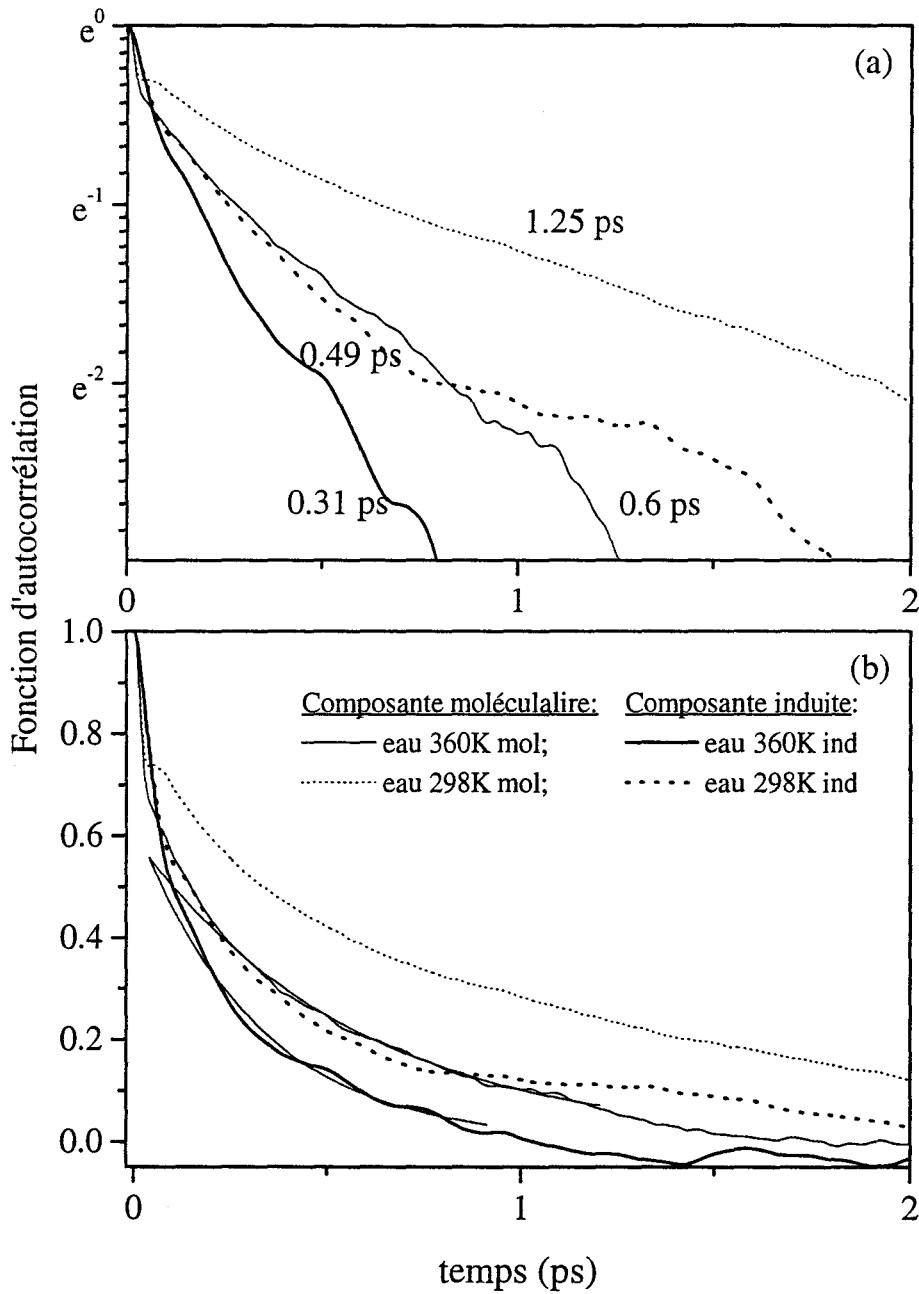 Fonction d'autocorrélation
(a)
e^0
e^-1
e^-2
1.25 ps
0.49 ps
0.31 ps
0.6 ps
0
1
2
(b)
1.0
0.8
0.6
0.4
0.2
0.0
Composante moléculalire:
Composante induite:
eau 360K mol;
eau 360K ind
eau 298K mol;
eau 298K ind
0
1
2
temps (ps)